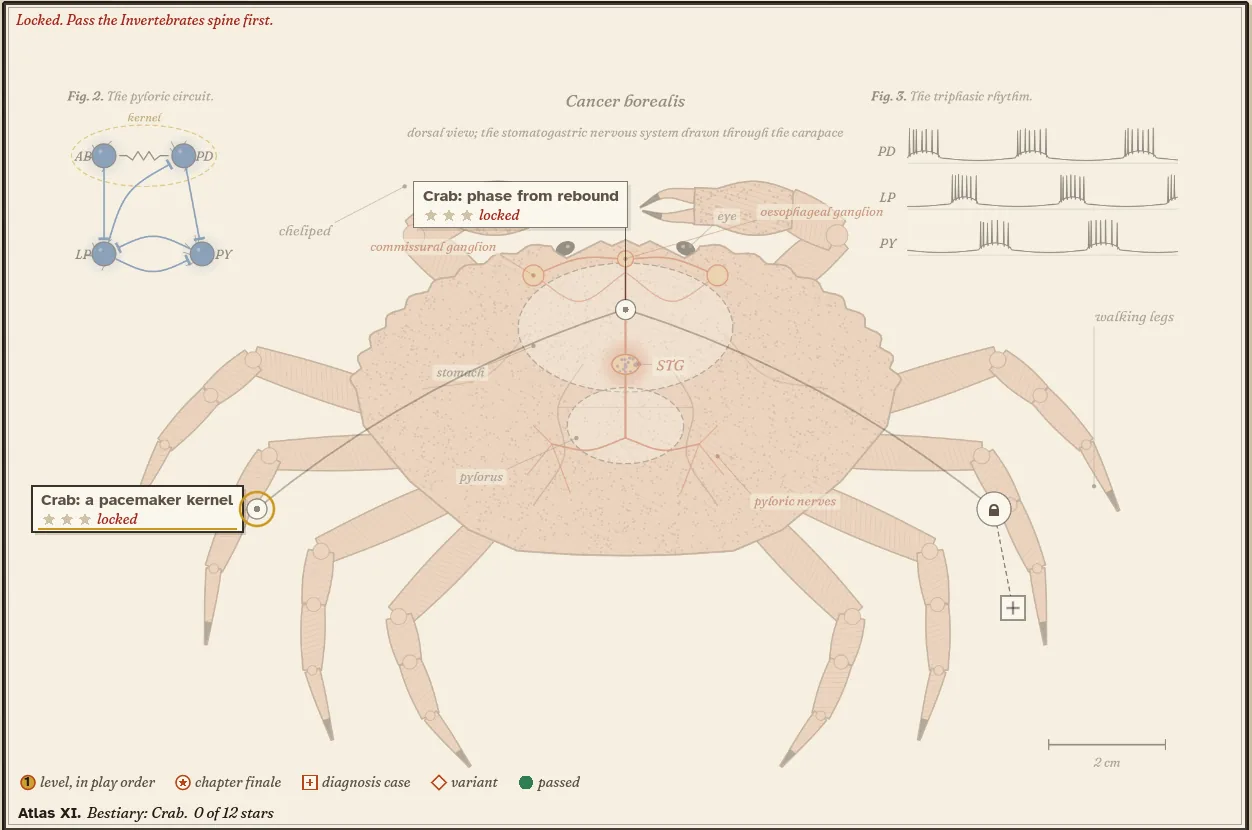 Locked. Pass the Invertebrates spine first.
Fig. 2. The pyloric circuit.
kernel
AB
PD
LP
PY
Cancer borealis
dorsal view; the stomatogastric nervous system drawn through the carapace
Fig. 3. The triphasic rhythm.
PD
LP
PY
Crab: phase from rebound
locked
cheliped
commissural ganglion
eye
oesophageal ganglion
walking legs
stomach
STG
pylorus
pyloric nerves
Crab: a pacemaker kernel
locked
2 cm
1 level, in play order
chapter finale
diagnosis case
variant
passed
Atlas XI. Bestiary: Crab. 0 of 12 stars